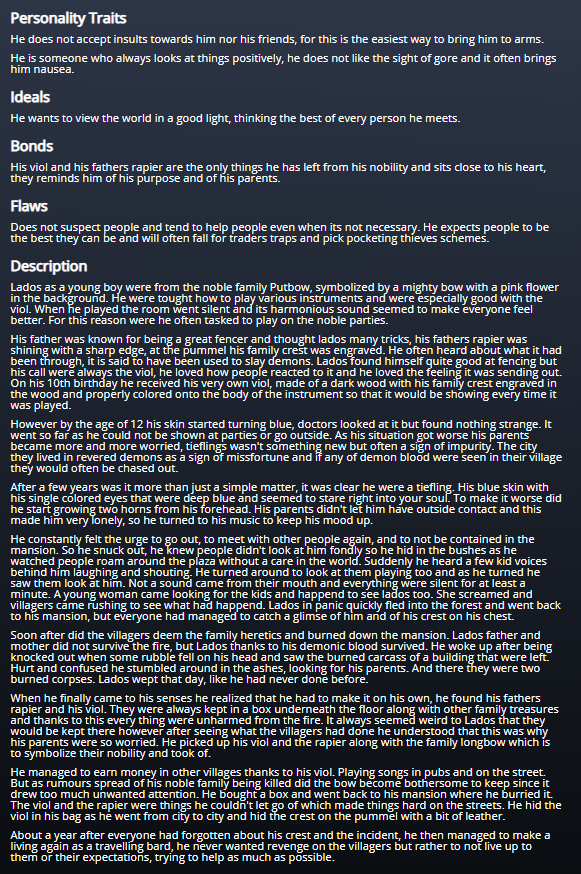 Personality Traits
He does not accept insults towards him nor his friends, for this is the easiest way to bring him to arms.
He is someone who always looks at things positively, he does not like the sight of gore and it often brings
him nausea.
Ideals
He wants to view the world in a good light, thinking the best of every person he meets.
Bonds
His viol and his fathers rapier are the only things he has left from his nobility and sits close to his heart,
they reminds him of his purpose and of his parents.
Flaws
Does not suspect people and tend to help people even when its not necessary. He expects people to be
the best they can be and will often fall for traders traps and pick pocketing thieves schemes.
Description
Lados as a young boy were from the noble family Putbow, symbolized by a mighty bow with a pink flower
in the background. He were tought how to play various instruments and were especially good with the
viol. When he played the room went silent and its harmonious sound seemed to make everyone feel
better. For this reason were he often tasked to play on the noble parties.
His father was known for being a great fencer and thought lados many tricks, his fathers rapier was
shining with a sharp edge, at the pummel his family crest was engraved. He often heard about what it had
been through, it is said to have been used to slay demons. Lados found himself quite good at fencing but
his call were always the viol, he loved how people reacted to it and he loved the feeling it was sending out.
On his 10th birthday he received his very own viol, made of a dark wood with his family crest engraved in
the wood and properly colored onto the body of the instrument so that it would be showing every time it
was played.
However by the age of 12 his skin started turning blue, doctors looked at it but found nothing strange. It
went so far as he could not be shown at parties or go outside. As his situation got worse his parents
became more and more worried, tieflings wasn't something new but often a sign of impurity. The city
they lived in revered demons as a sign of missfortune and if any of demon blood were seen in their village
they would often be chased out.
After a few years was it more than just a simple matter, it was clear he were a tiefling. His blue skin with
his single colored eyes that were deep blue and seemed to stare right into your soul. To make it worse did
he start growing two horns from his forehead. His parents didn't let him have outside contact and this
made him very lonely, so he turned to his music to keep his mood up.
He constantly felt the urge to go out, to meet with other people again, and to not be contained in the
mansion. So he snuck out, he knew people didn't look at him fondly so he hid in the bushes as he
watched people roam around the plaza without a care in the world. Suddenly he heard a few kid voices
behind him laughing and shouting. He turned around to look at them playing too and as he turned he
saw them look at him. Not a sound came from their mouth and everything were silent for at least a
minute. A young woman came looking for the kids and happend to see lados too. She screamed and
villagers came rushing to see what had happend. Lados in panic quickly fled into the forest and went back
to his mansion, but everyone had managed to catch a glimse of him and of his crest on his chest.
Soon after did the villagers deem the family heretics and burned down the mansion. Lados father and
mother did not survive the fire, but Lados thanks to his demonic blood survived. He woke up after being
knocked out when some rubble fell on his head and saw the burned carcass of a building that were left.
Hurt and confused he stumbled around in the ashes, looking for his parents. And there they were two
burned corpses. Lados wept that day, like he had never done before.
When he finally came to his senses he realized that he had to make it on his own, he found his fathers
rapier and his viol. They were always kept in a box underneath the floor along with other family treasures
and thanks to this every thing were unharmed from the fire. It always seemed weird to Lados that they
would be kept there however after seeing what the villagers had done he understood that this was why
his parents were so worried. He picked up his viol and the rapier along with the family longbow which is
to symbolize their nobility and took of.
He managed to earn money in other villages thanks to his viol. Playing songs in pubs and on the street.
But as rumours spread of his noble family being killed did the bow become bothersome to keep since it
drew too much unwanted attention. He bought a box and went back to his mansion where he burried it.
The viol and the rapier were things he couldn't let go of which made things hard on the streets. He hid the
viol in his bag as he went from city to city and hid the crest on the pummel with a bit of leather.
About a year after everyone had forgotten about his crest and the incident, he then managed to make a
living again as a travelling bard, he never wanted revenge on the villagers but rather to not live up to
them or their expectations, trying to help as much as possible.